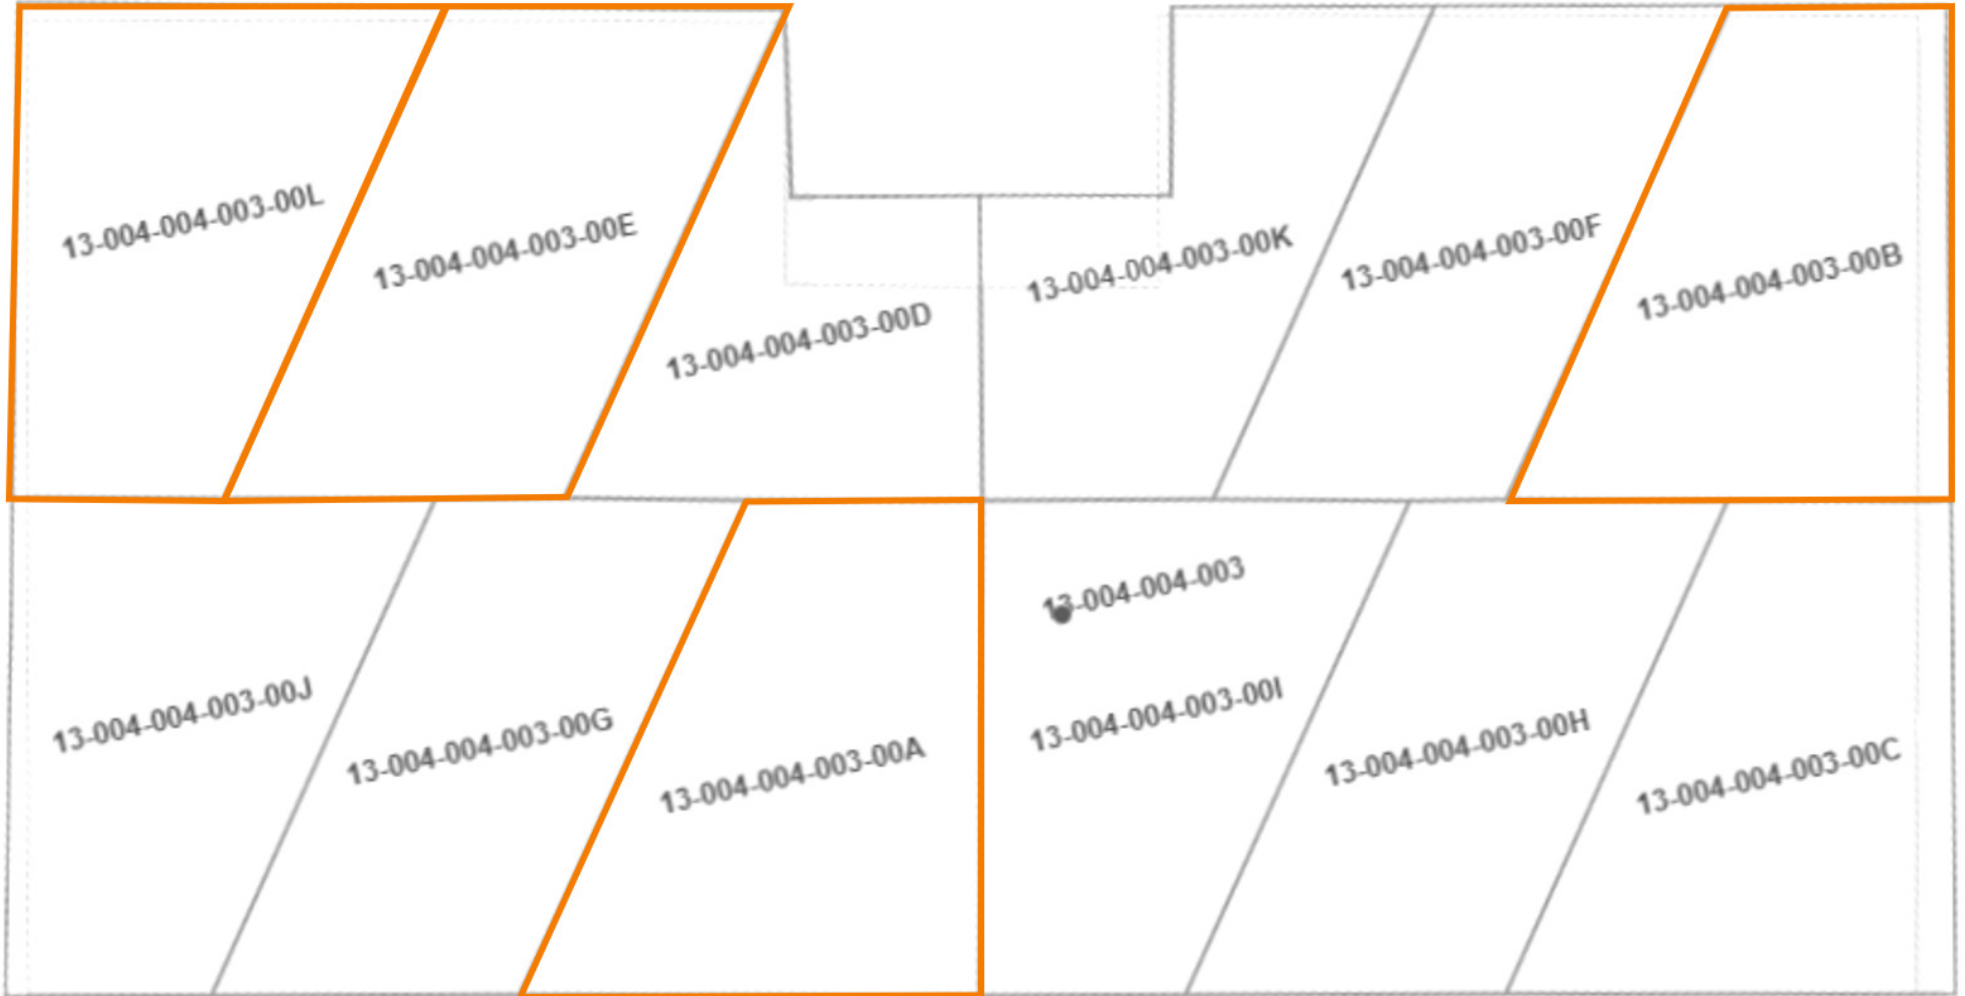 13-004-004-003-00L
13-004-004-003-00E
13-004-004-003-00D
13-004-004-003-00K
13-004-004-003-00F
13-004-004-003-00B
13-004-004-003-00J
13-004-004-003-00G
13-004-004-003-00A
13-004-004-003
13-004-004-003-00I
13-004-004-003-00H
13-004-004-003-00C